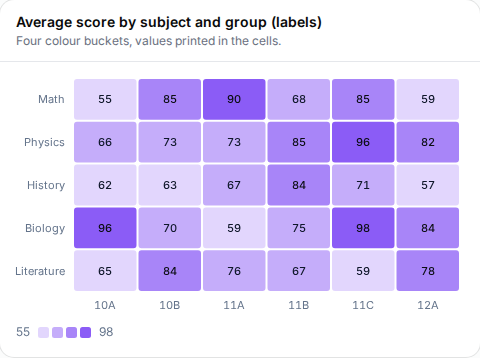 Average score by subject and group (labels)
Four colour buckets, values printed in the cells.
Math 55 85 90 68 85 59
Physics 66 73 73 85 96 82
History 62 63 67 84 71 57
Biology 96 70 59 75 98 84
Literature 65 84 76 67 59 78
10A 10B 11A 11B 11C 12A
55 98